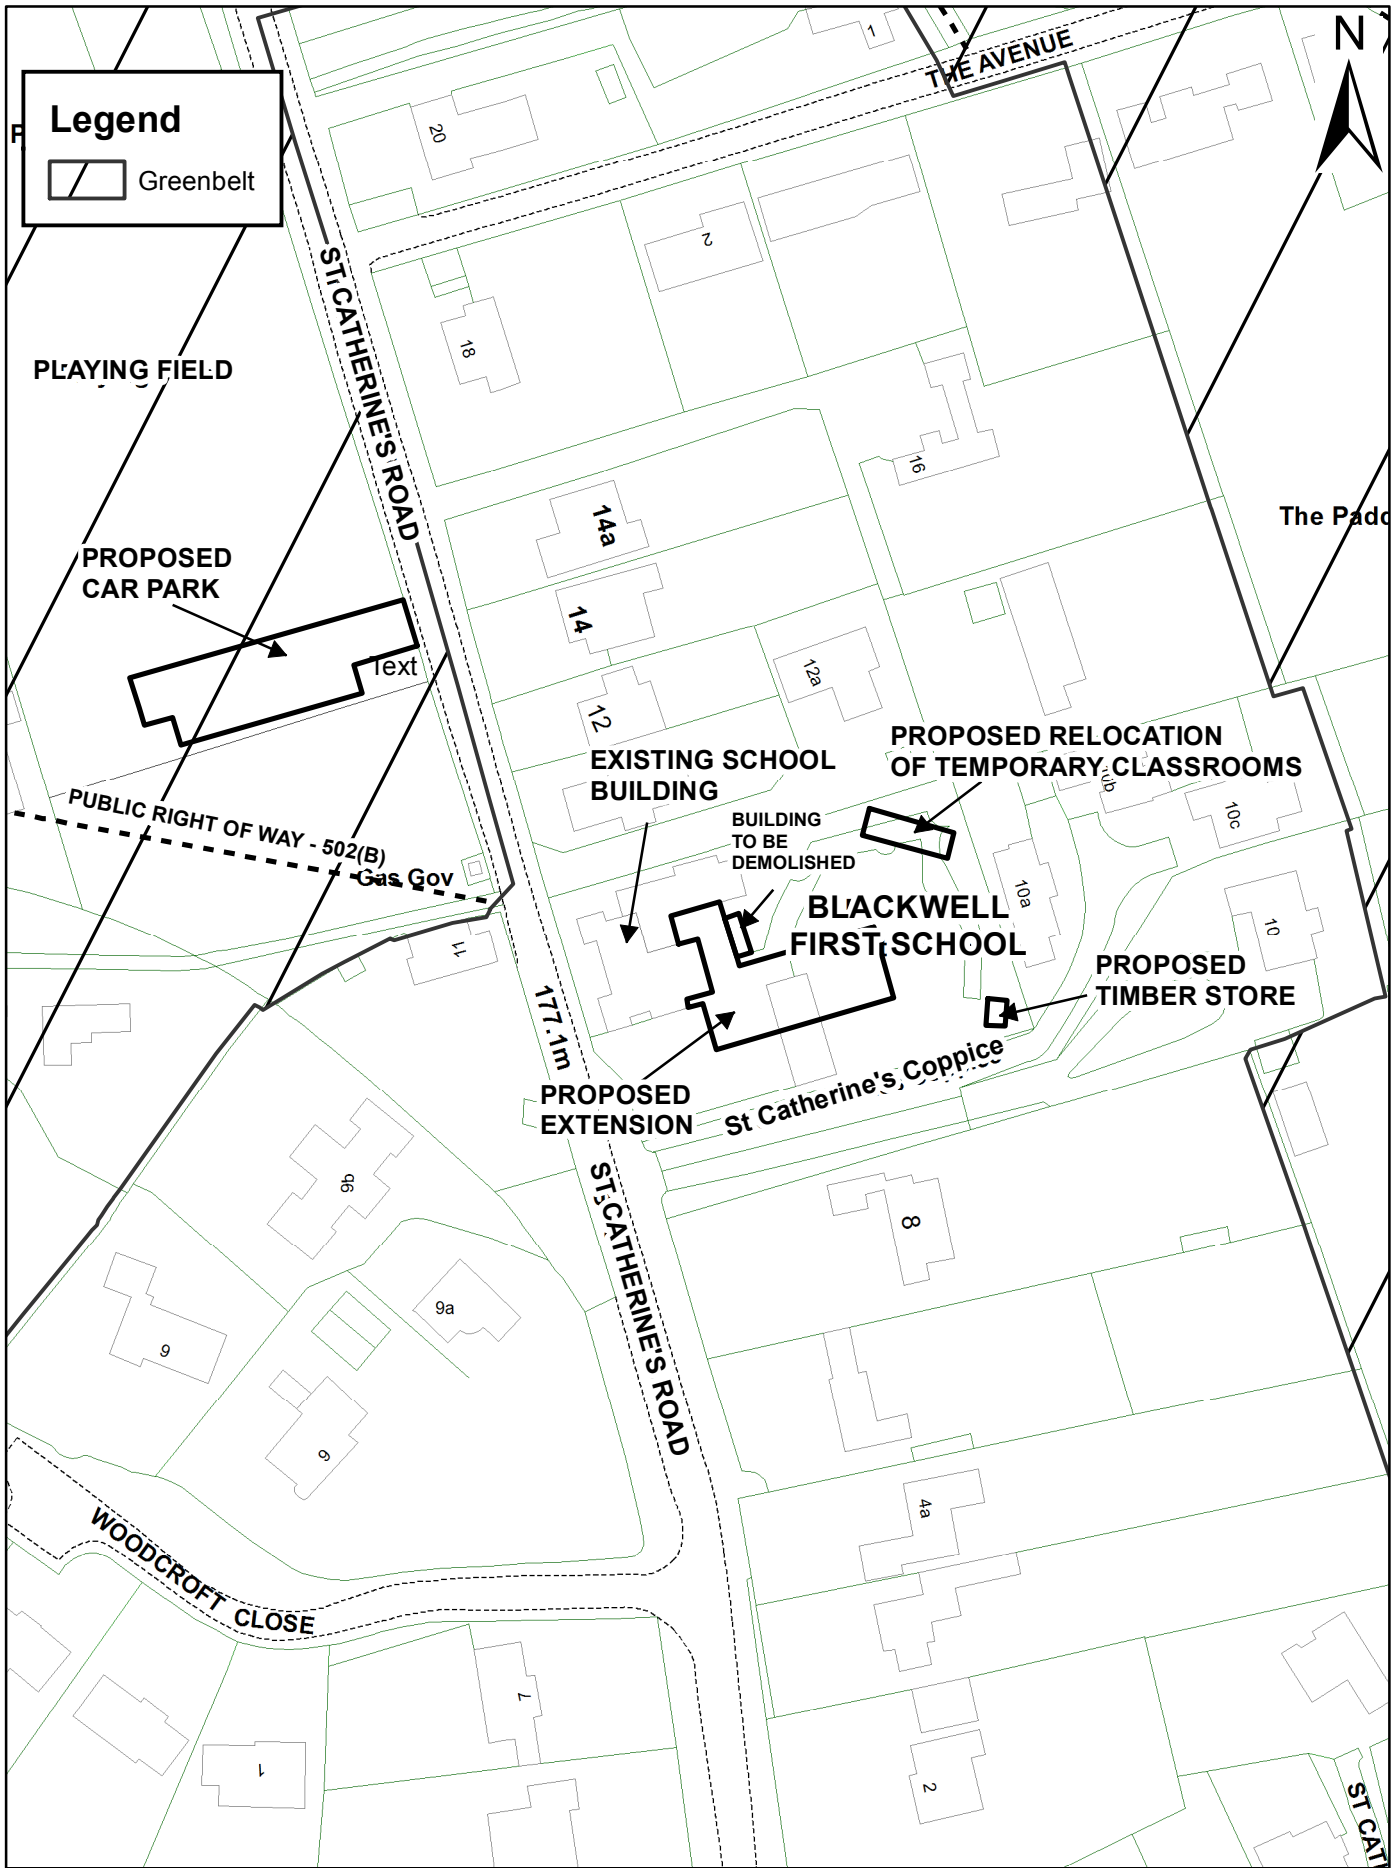 N
THE AVENUE
1
Legend
Greenbelt
20
2
ST CATHERINE'S ROAD
18
PLAYING FIELD
16
14a
The Padd
PROPOSED
CAR PARK
14
Text
12a
12
PROPOSED RELOCATION
OF TEMPORARY CLASSROOMS
EXISTING SCHOOL
BUILDING
10c
PUBLIC RIGHT OF WAY - 502(B)
BUILDING
TO BE
DEMOLISHED
Gas Gov
10a
BLACKWELL
FIRST SCHOOL
10
11
PROPOSED
TIMBER STORE
177.1m
St Catherine's Coppice
PROPOSED
EXTENSION
9b
8
ST CATHERINE'S ROAD
9a
9
4a
WOODCROFT CLOSE
7
1
2
ST CAT